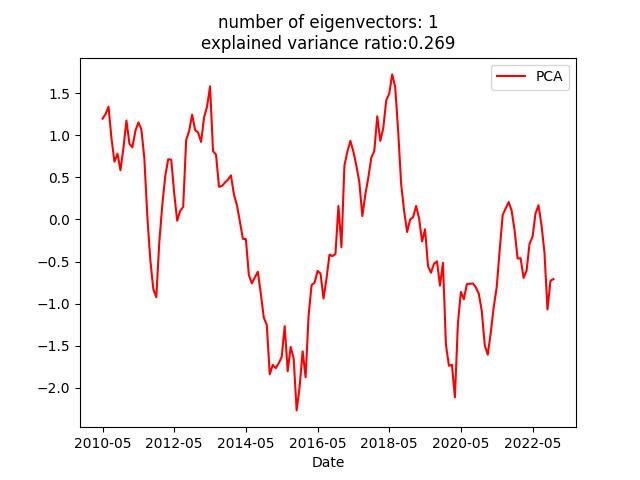 number of eigenvectors: 1
explained variance ratio:0.269
PCA
1.5
1.0
0.5
0.0
−0.5
−1.0
−1.5
−2.0
2010-05 2012-05 2014-05 2016-05 2018-05 2020-05 2022-05
Date